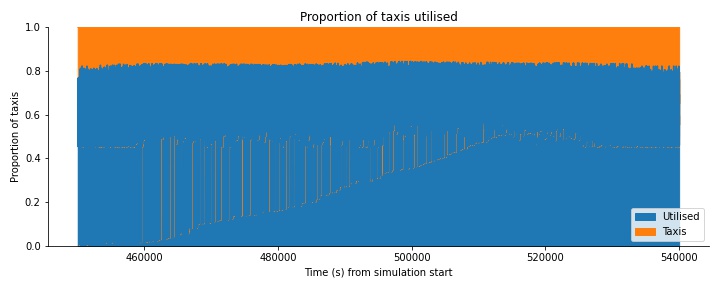 Proportion of taxis utilised
1.0
0.8
0.6
0.4
0.2
0.0
Proportion of taxis
460000 480000 500000 520000 540000
Time (s) from simulation start
Utilised
Taxis